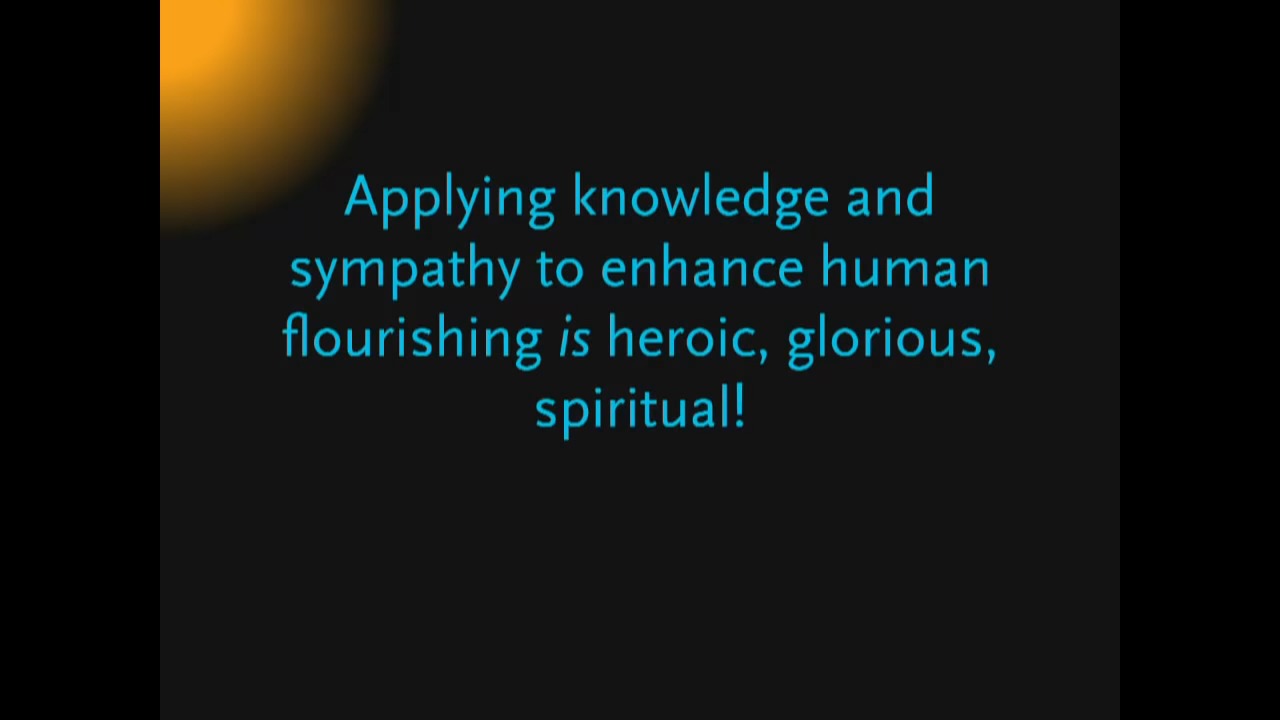 Applying knowledge and
sympathy to enhance human
flourishing is heroic, glorious,
spiritual!